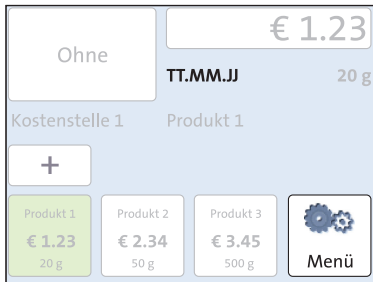 Ohne
€ 1.23
TT.MM.JJ
20 g
Kostenstelle 1
Produkt 1
+
Produkt 1
€ 1.23
20 g
Produkt 2
€ 2.34
50 g
Produkt 3
€ 3.45
500 g
Menü